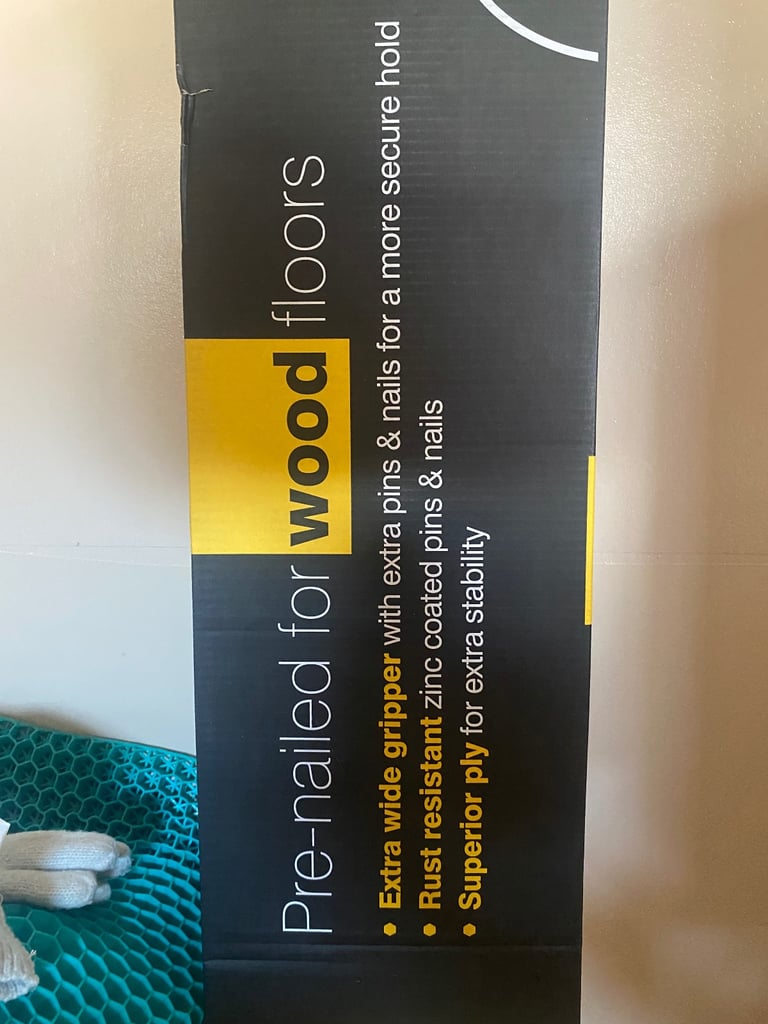 Pre-nailed for wood floors
• Extra wide gripper with extra pins & nails for a more secure hold
• Rust resistant zinc coated pins & nails
• Superior ply for extra stability